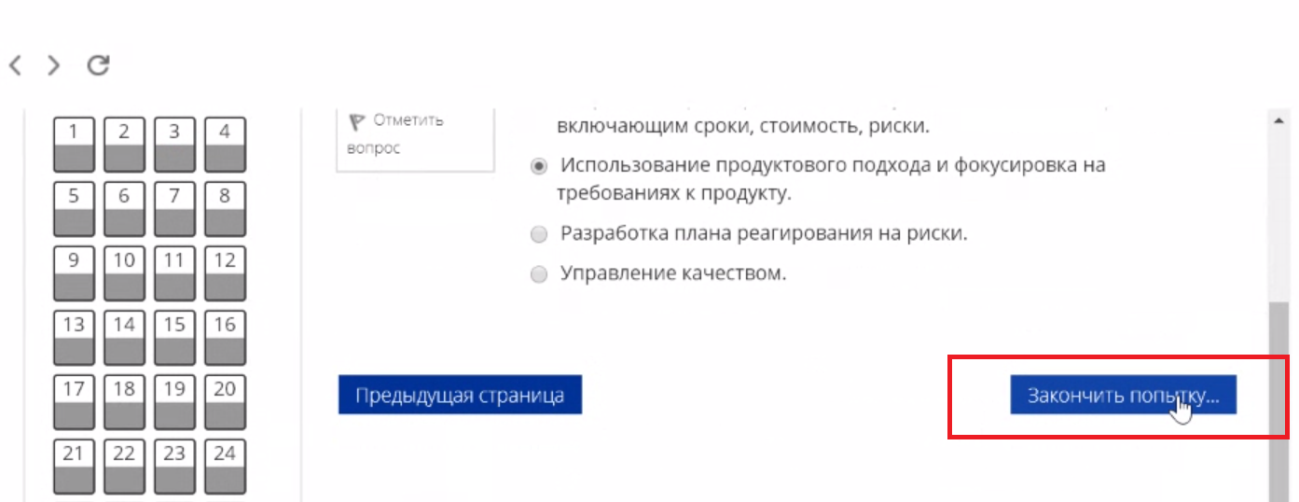 1 2 3 4
5 6 7 8
9 10 11 12
13 14 15 16
17 18 19 20
21 22 23 24
Отметить
вопрос
включающим сроки, стоимость, риски.
Использование продуктового подхода и фокусировка на
требованиях к продукту.
Разработка плана реагирования на риски.
Управление качеством.
Предыдущая страница
Закончить попытку...